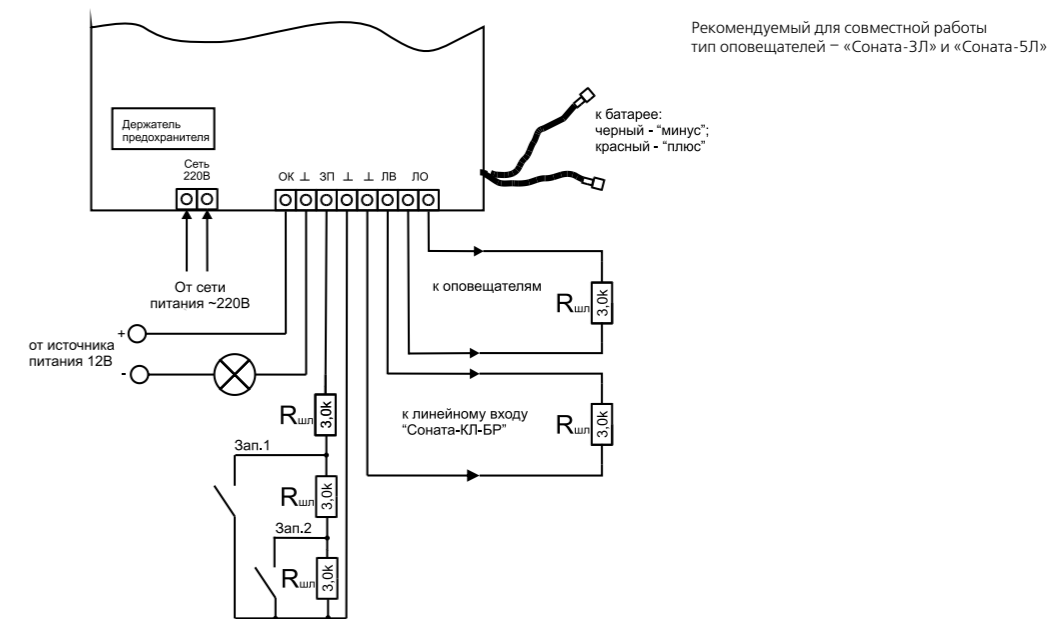 Рекомендуемый для совместной работы
тип оповещателей – «Соната-3Л» и «Соната-5Л»
Держатель
предохранителя
к батарее:
черный - “минус”;
красный - “плюс”
Сеть
220В
ОК ⊥ ЗП ⊥ ⊥ ЛВ ЛО
От сети
питания ~220В
к оповещателям
Rшл 3,0k
+
от источника
питания 12В
-
к линейному входу
“Соната-КЛ-БР”
Rшл 3,0k
Rшл 3,0k
Зап.1
Rшл 3,0k
Зап.2
Rшл 3,0k